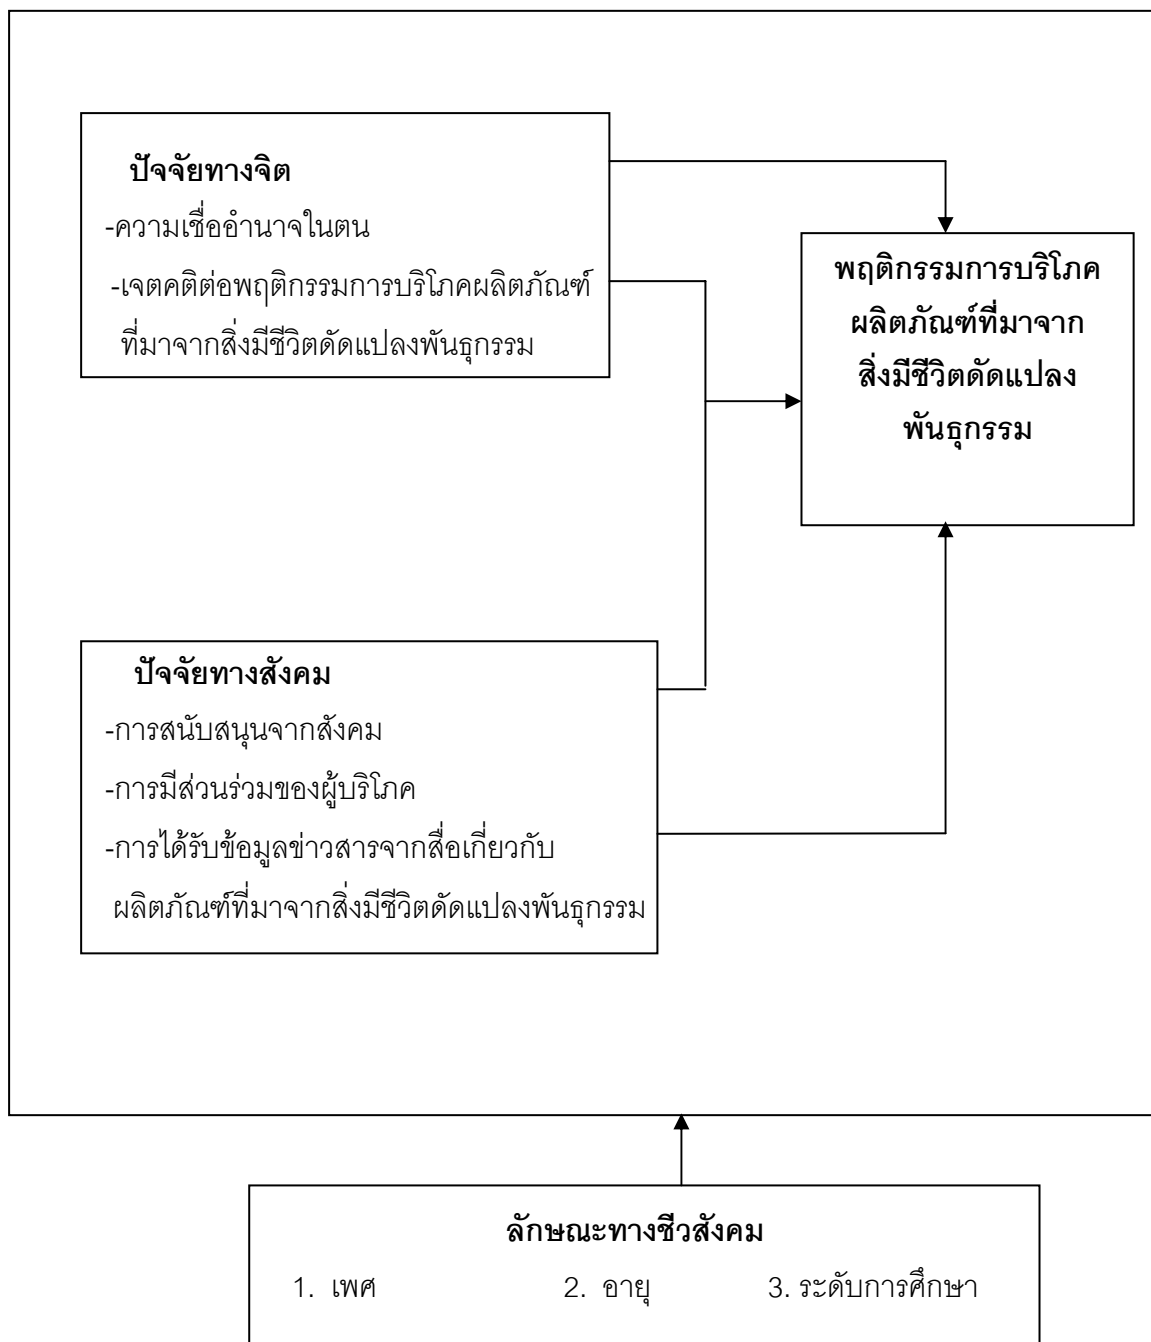 ปัจจัยทางจิต
-ความเชื่ออำนาจในตน
-เจตคติต่อพฤติกรรมการบริโภคผลิตภัณฑ์
ที่มาจากสิ่งมีชีวิตดัดแปลงพันธุกรรม
พฤติกรรมการบริโภค
ผลิตภัณฑ์ที่มาจาก
สิ่งมีชีวิตดัดแปลง
พันธุกรรม
ปัจจัยทางสังคม
-การสนับสนุนจากสังคม
-การมีส่วนร่วมของผู้บริโภค
-การได้รับข้อมูลข่าวสารจากสื่อเกี่ยวกับ
ผลิตภัณฑ์ที่มาจากสิ่งมีชีวิตดัดแปลงพันธุกรรม
ลักษณะทางชีวสังคม
1. เพศ 2. อายุ 3. ระดับการศึกษา